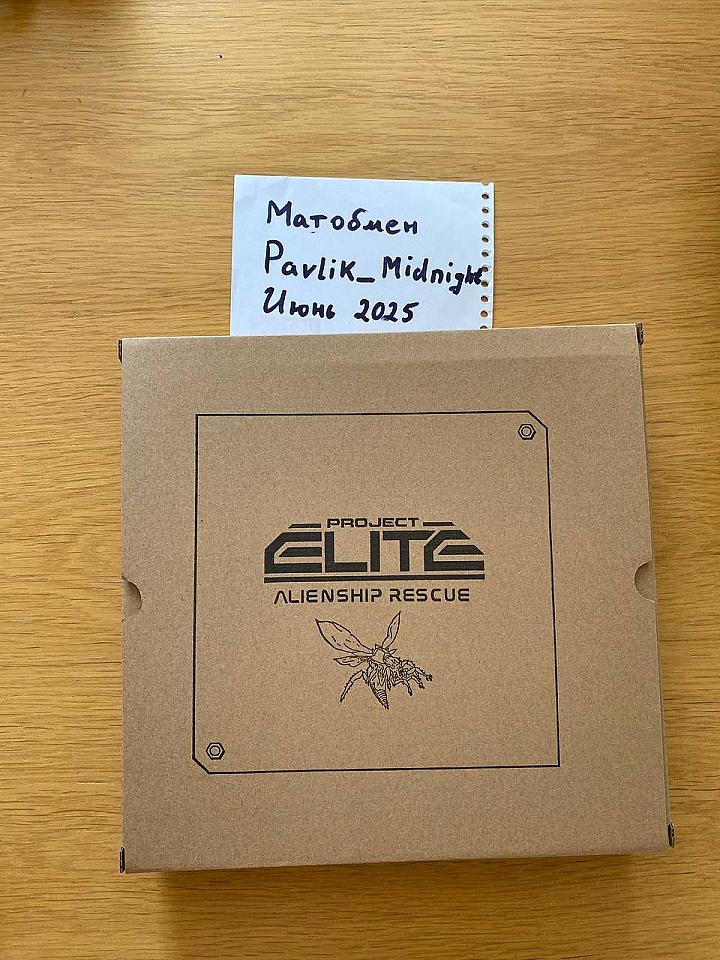 Матобмен
Pavlik_Midnight
Июнь 2025
PROJECT
ELITE
ALIENSHIP RESCUE